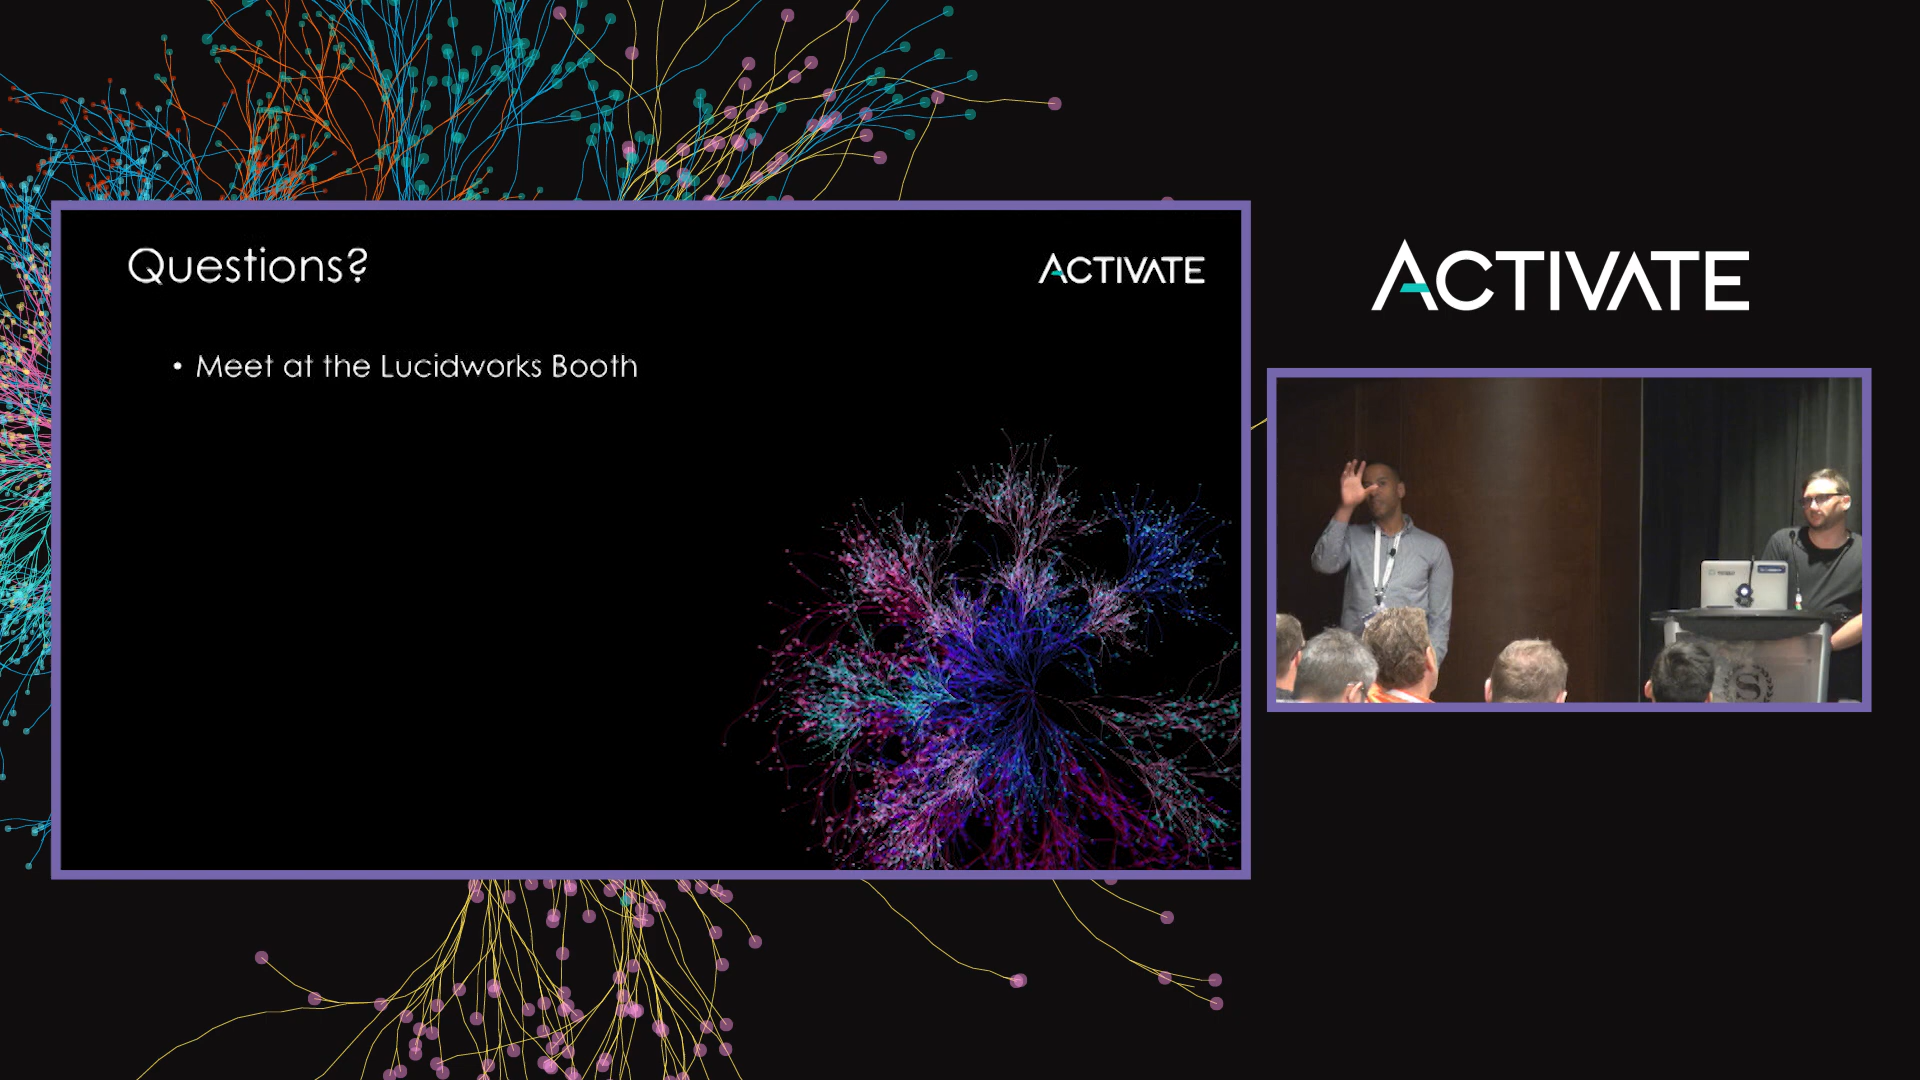 Questions?
ACTIVATE
• Meet at the Lucidworks Booth
ACTIVATE
S